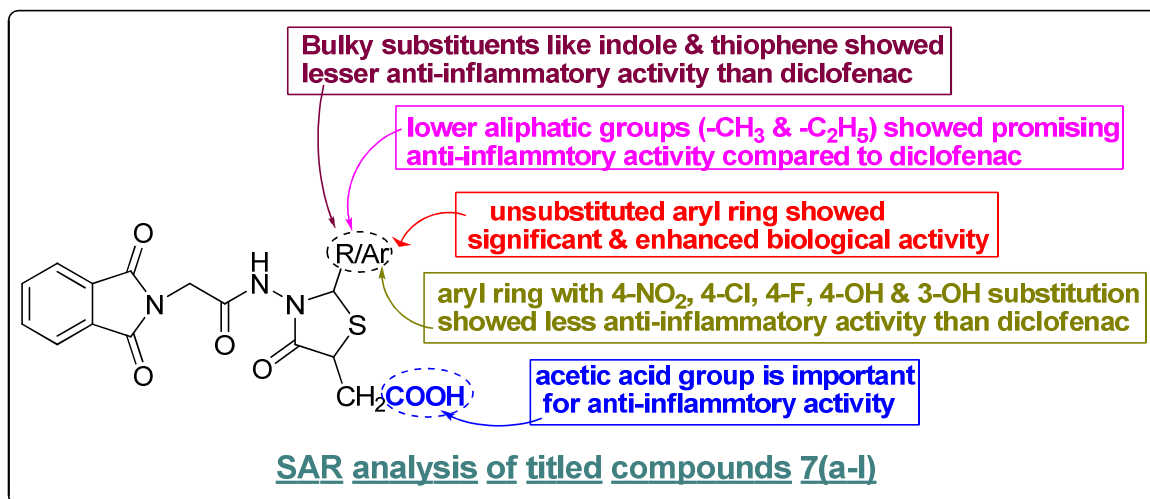 Bulky substituents like indole & thiophene showed
lesser anti-inflammatory activity than diclofenac
lower aliphatic groups (-CH₃ & -C₂H₅) showed promising
anti-inflammtory activity compared to diclofenac
unsubstituted aryl ring showed
significant & enhanced biological activity
aryl ring with 4-NO₂, 4-Cl, 4-F, 4-OH & 3-OH substitution
showed less anti-inflammatory activity than diclofenac
O
R/Ar
H
N
N
N
S
O
O
O
CH₂COOH
acetic acid group is important
for anti-inflammtory activity
SAR analysis of titled compounds 7(a-l)